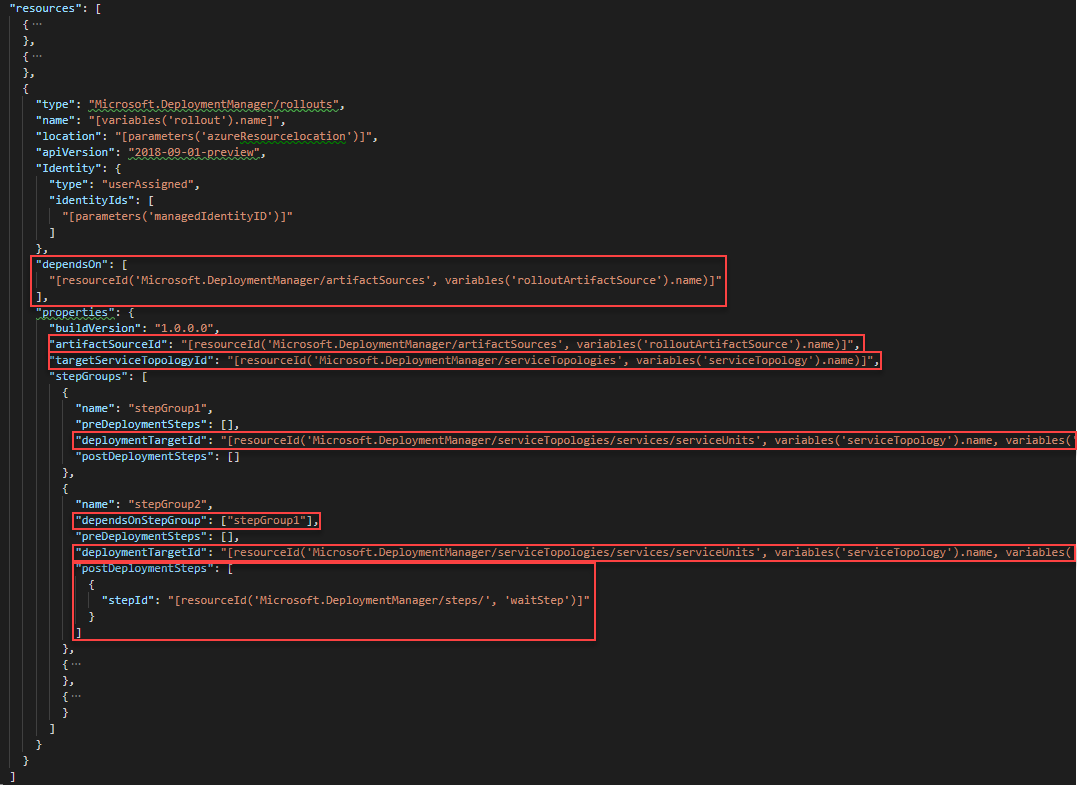 "resources": [
{ ...
},
{ ...
},
{
"type": "Microsoft.DeploymentManager/rollouts",
"name": "[variables('rollout').name]",
"location": "[parameters('azureResourcelocation')]",
"apiVersion": "2018-09-01-preview",
"Identity": {
"type": "userAssigned",
"identityIds": [
"[parameters('managedIdentityID')]"
]
},
"dependsOn": [
"[resourceId('Microsoft.DeploymentManager/artifactSources', variables('rolloutArtifactSource').name)]"
],
"properties": {
"buildVersion": "1.0.0.0",
"artifactSourceId": "[resourceId('Microsoft.DeploymentManager/artifactSources', variables('rolloutArtifactSource').name)]",
"targetServiceTopologyId": "[resourceId('Microsoft.DeploymentManager/serviceTopologies', variables('serviceTopology').name)]",
"stepGroups": [
{
"name": "stepGroup1",
"preDeploymentSteps": [],
"deploymentTargetId": "[resourceId('Microsoft.DeploymentManager/serviceTopologies/services/serviceUnits', variables('serviceTopology').name, variables('
"postDeploymentSteps": []
},
{
"name": "stepGroup2",
"dependsOnStepGroup": ["stepGroup1"],
"preDeploymentSteps": [],
"deploymentTargetId": "[resourceId('Microsoft.DeploymentManager/serviceTopologies/services/serviceUnits', variables('serviceTopology').name, variables(
"postDeploymentSteps": [
{
"stepId": "[resourceId('Microsoft.DeploymentManager/steps/', 'waitStep')]"
}
]
},
{ ...
},
{ ...
}
]
}
}
]